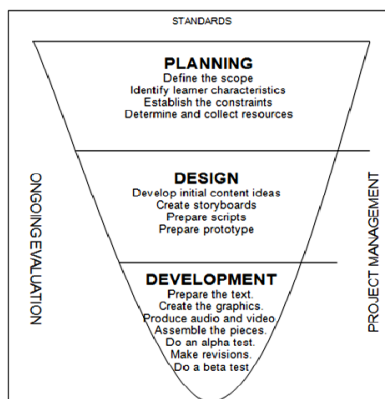 STANDARDS
PLANNING
Define the scope
Identify learner characteristics
Establish the constraints
Determine and collect resources
DESIGN
Develop initial content ideas
Create storyboards
Prepare scripts
Prepare prototype
DEVELOPMENT
Prepare the text.
Create the graphics.
Produce audio and video.
Assemble the pieces.
Do an alpha test.
Make revisions.
Do a beta test
ONGOING EVALUATION
PROJECT MANAGEMENT